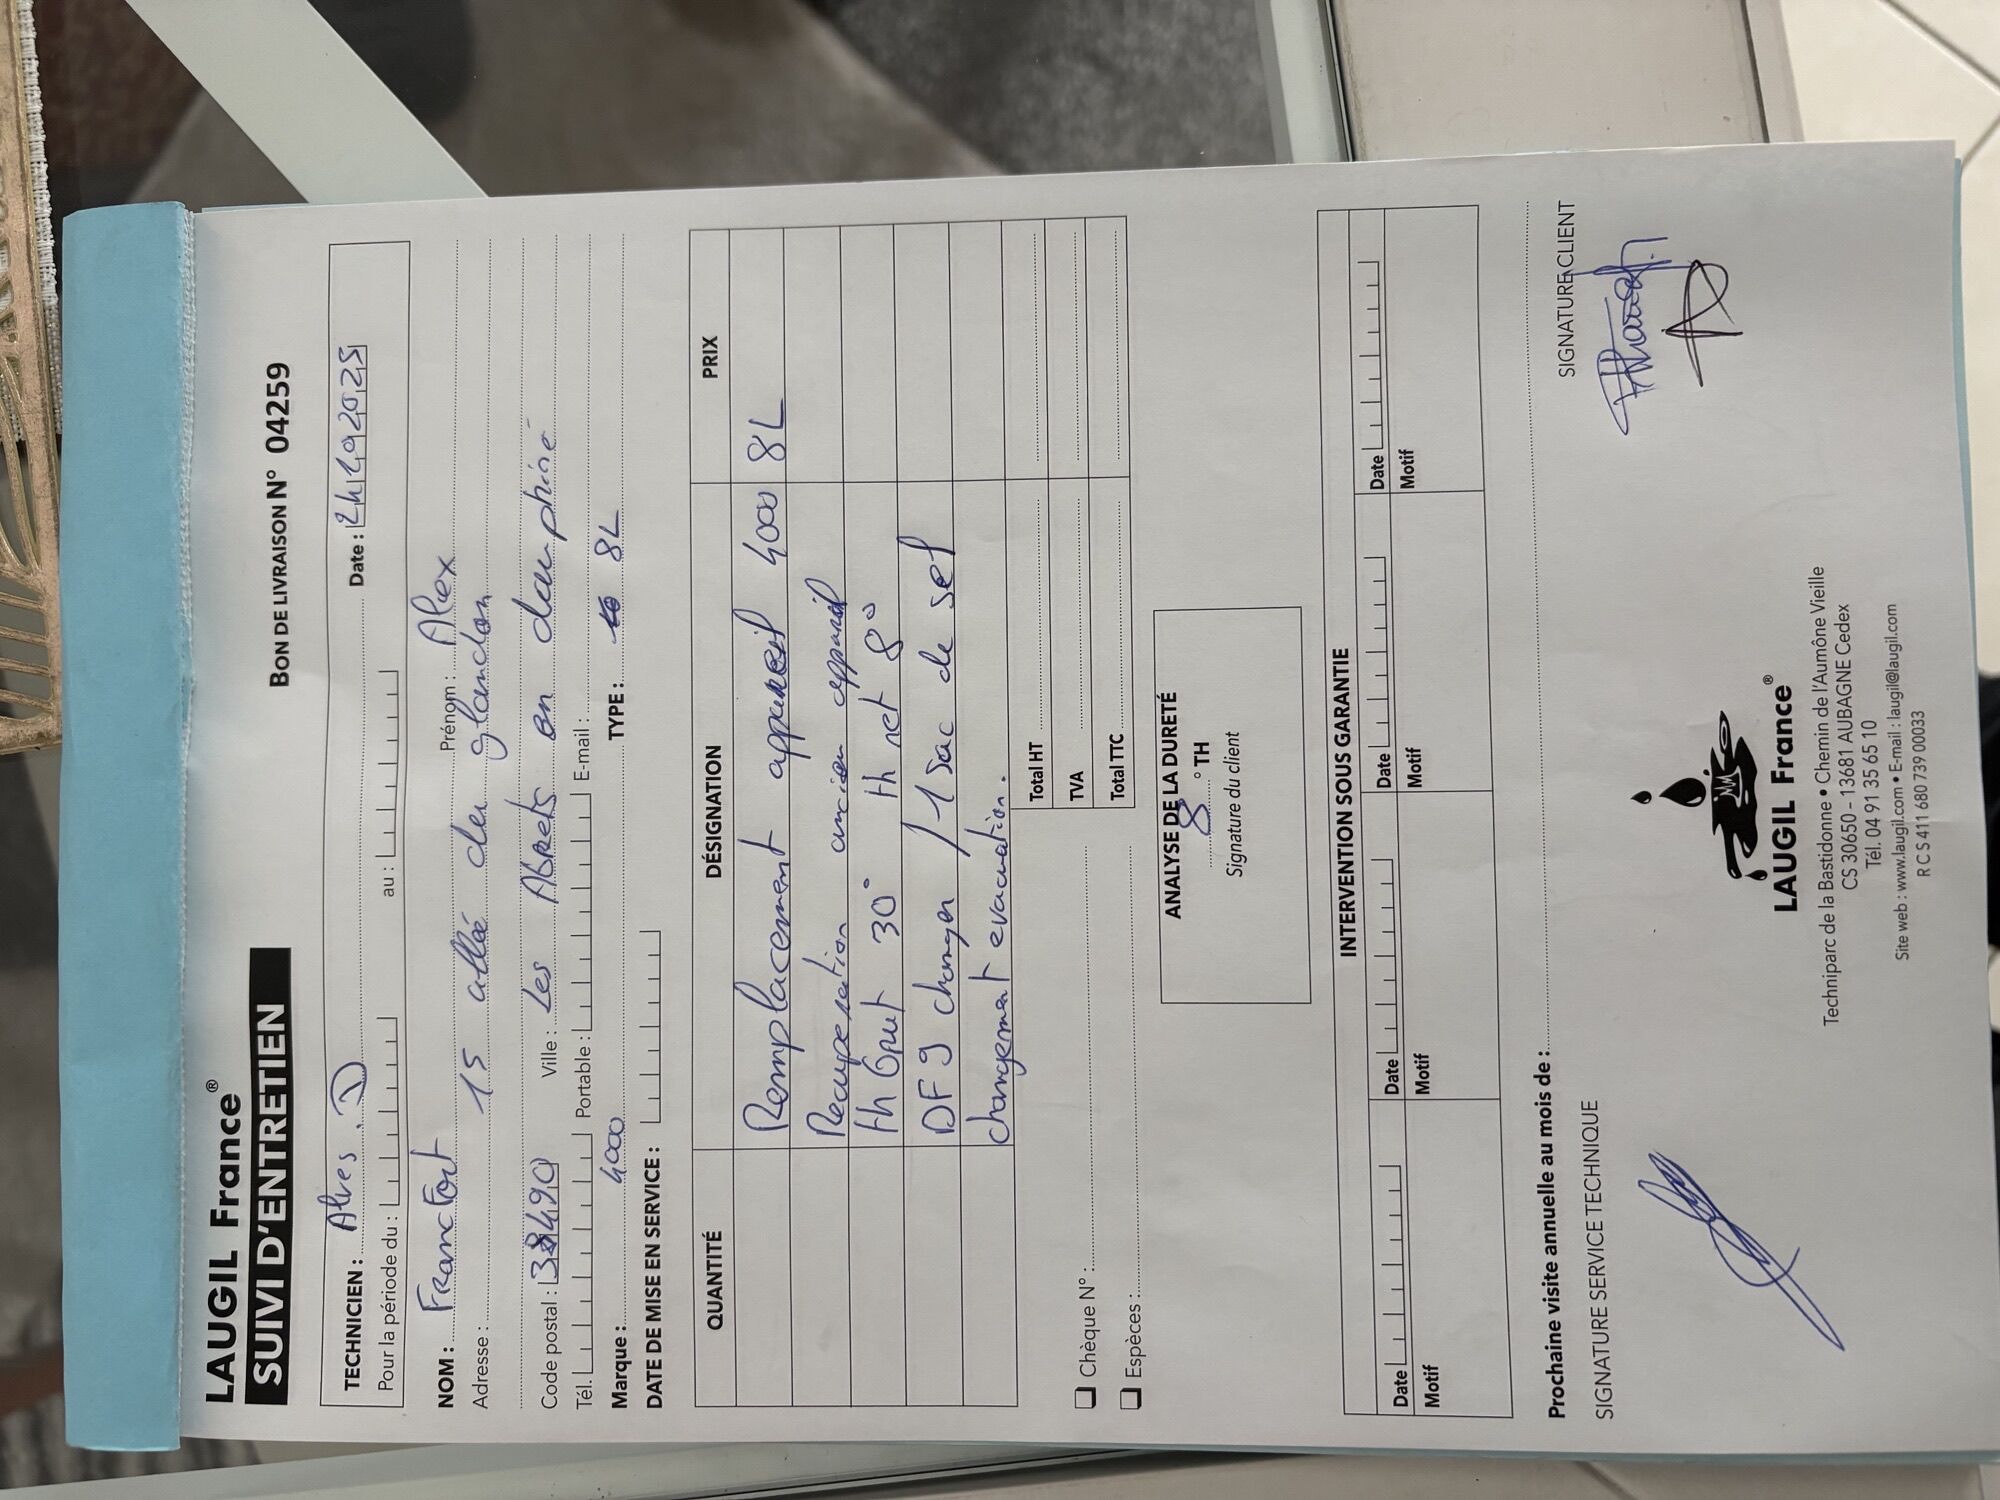 LAUGIL France®
SUIVI D'ENTRETIEN
BON DE LIVRAISON N° 04259
TECHNICIEN : Alves . D Date :
Pour la période du : au :
NOM : Francfort Prénom : Alex
Adresse : 15 allée du glandon
Code postal : 38490 Ville : Les Abrets en dauphiné
Tél. Portable : E-mail :
Marque : 4000 TYPE : 8L
DATE DE MISE EN SERVICE :
QUANTITÉ DÉSIGNATION PRIX
Remplacement appareil 4000 8L
Recuperation ancien appareil
th Brut 30° th net 8°
DF 9 changer / 1 sac de sel
changement evacuation.
Total HT
TVA
Total TTC
Chèque N° :
Espèces :
ANALYSE DE LA DURETÉ
8 ° TH
Signature du client
INTERVENTION SOUS GARANTIE
Date Date Date Date
Motif Motif Motif Motif
Prochaine visite annuelle au mois de :
SIGNATURE SERVICE TECHNIQUE SIGNATURE CLIENT
LAUGIL France®
Techniparc de la Bastidonne • Chemin de l'Aumône Vieille
CS 30650 - 13681 AUBAGNE Cedex
Tél. 04 91 35 65 10
Site web : www.laugil.com • E-mail : laugil@laugil.com
R C S 411 680 739 00033